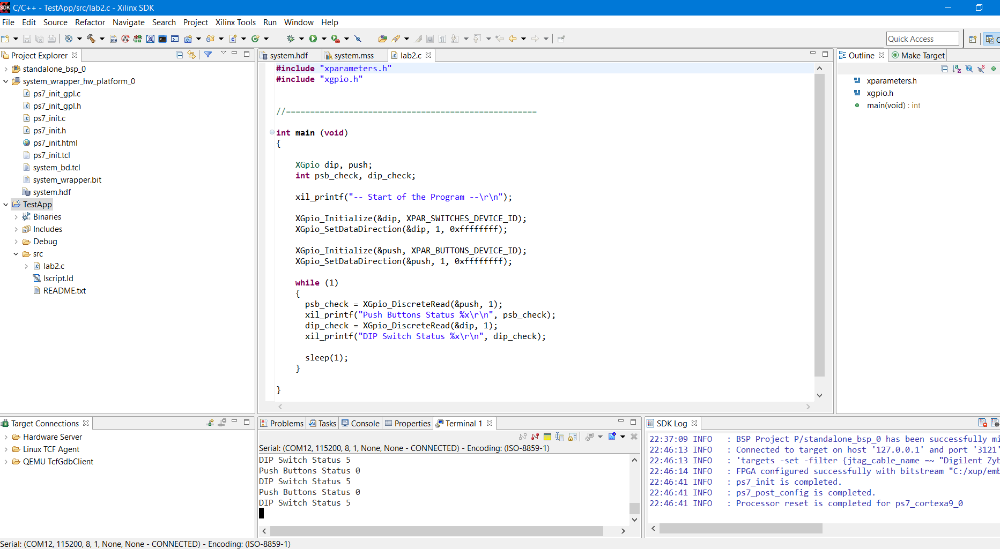 SDK C/C++ - TestApp/src/lab2.c - Xilinx SDK
File Edit Source Refactor Navigate Search Project Xilinx Tools Run Window Help
Quick Access
Project Explorer
standalone_bsp_0
system_wrapper_hw_platform_0
ps7_init_gpl.c
ps7_init_gpl.h
ps7_init.c
ps7_init.h
ps7_init.html
ps7_init.tcl
system_bd.tcl
system_wrapper.bit
system.hdf
TestApp
Binaries
Includes
Debug
src
lab2.c
lscript.ld
README.txt
system.hdf system.mss lab2.c
#include "xparameters.h"
#include "xgpio.h"
//====================================================
int main (void)
{
XGpio dip, push;
int psb_check, dip_check;
xil_printf("-- Start of the Program --\r\n");
XGpio_Initialize(&dip, XPAR_SWITCHES_DEVICE_ID);
XGpio_SetDataDirection(&dip, 1, 0xffffffff);
XGpio_Initialize(&push, XPAR_BUTTONS_DEVICE_ID);
XGpio_SetDataDirection(&push, 1, 0xffffffff);
while (1)
{
psb_check = XGpio_DiscreteRead(&push, 1);
xil_printf("Push Buttons Status %x\r\n", psb_check);
dip_check = XGpio_DiscreteRead(&dip, 1);
xil_printf("DIP Switch Status %x\r\n", dip_check);
sleep(1);
}
}
Outline Make Target
xparameters.h
xgpio.h
main(void) : int
Target Connections
Hardware Server
Linux TCF Agent
QEMU TcfGdbClient
Problems Tasks Console Properties Terminal 1
Serial: (COM12, 115200, 8, 1, None, None - CONNECTED) - Encoding: (ISO-8859-1)
DIP Switch Status 5
Push Buttons Status 0
DIP Switch Status 5
Push Buttons Status 0
DIP Switch Status 5
SDK Log
22:37:09 INFO : BSP Project P/standalone_bsp_0 has been successfully mi
22:46:13 INFO : Connected to target on host '127.0.0.1' and port '3121'
22:46:13 INFO : 'targets -set -filter {jtag_cable_name =~ "Digilent Zyb
22:46:14 INFO : FPGA configured successfully with bitstream "C:/xup/emb
22:46:41 INFO : ps7_init is completed.
22:46:41 INFO : ps7_post_config is completed.
22:46:41 INFO : Processor reset is completed for ps7_cortexa9_0
Serial: (COM12, 115200, 8, 1, None, None - CONNECTED) - Encoding: (ISO-8859-1)